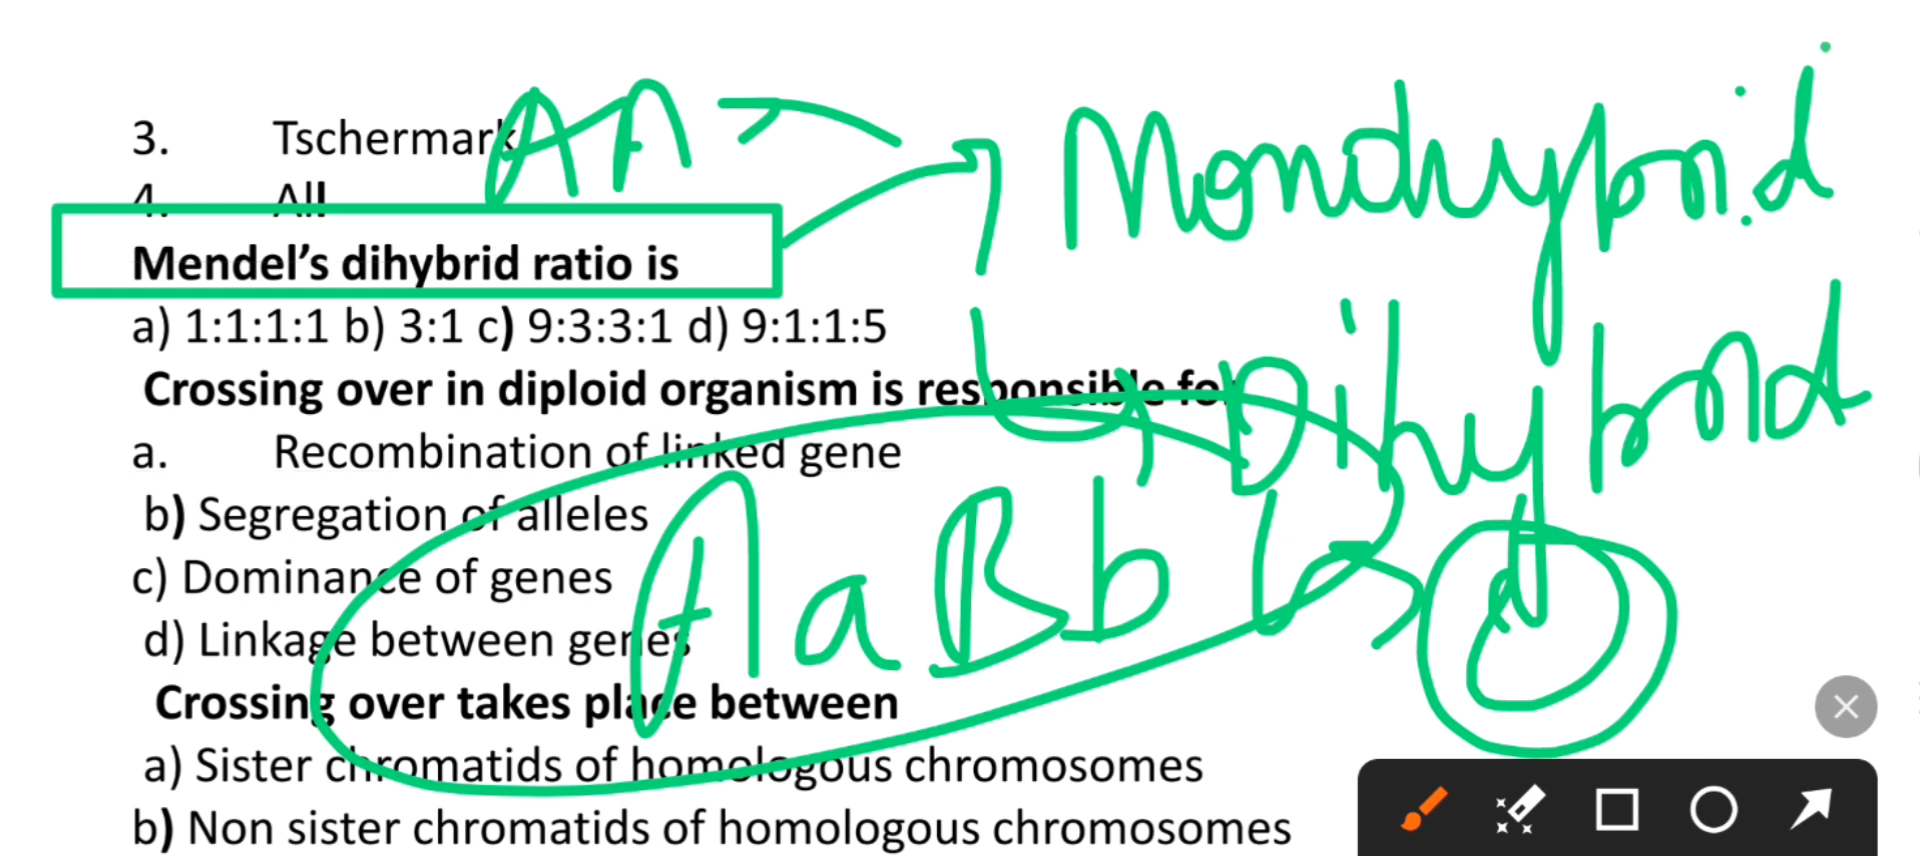 3. Tschermark
AA
Monohybrid
4. All
Mendel's dihybrid ratio is
a) 1:1:1:1 b) 3:1 c) 9:3:3:1 d) 9:1:1:5
Dihybrid
Crossing over in diploid organism is responsible for
a. Recombination of linked gene
b) Segregation of alleles
c) Dominance of genes
AaBb
d) Linkage between genes
Crossing over takes place between
a) Sister chromatids of homologous chromosomes
b) Non sister chromatids of homologous chromosomes